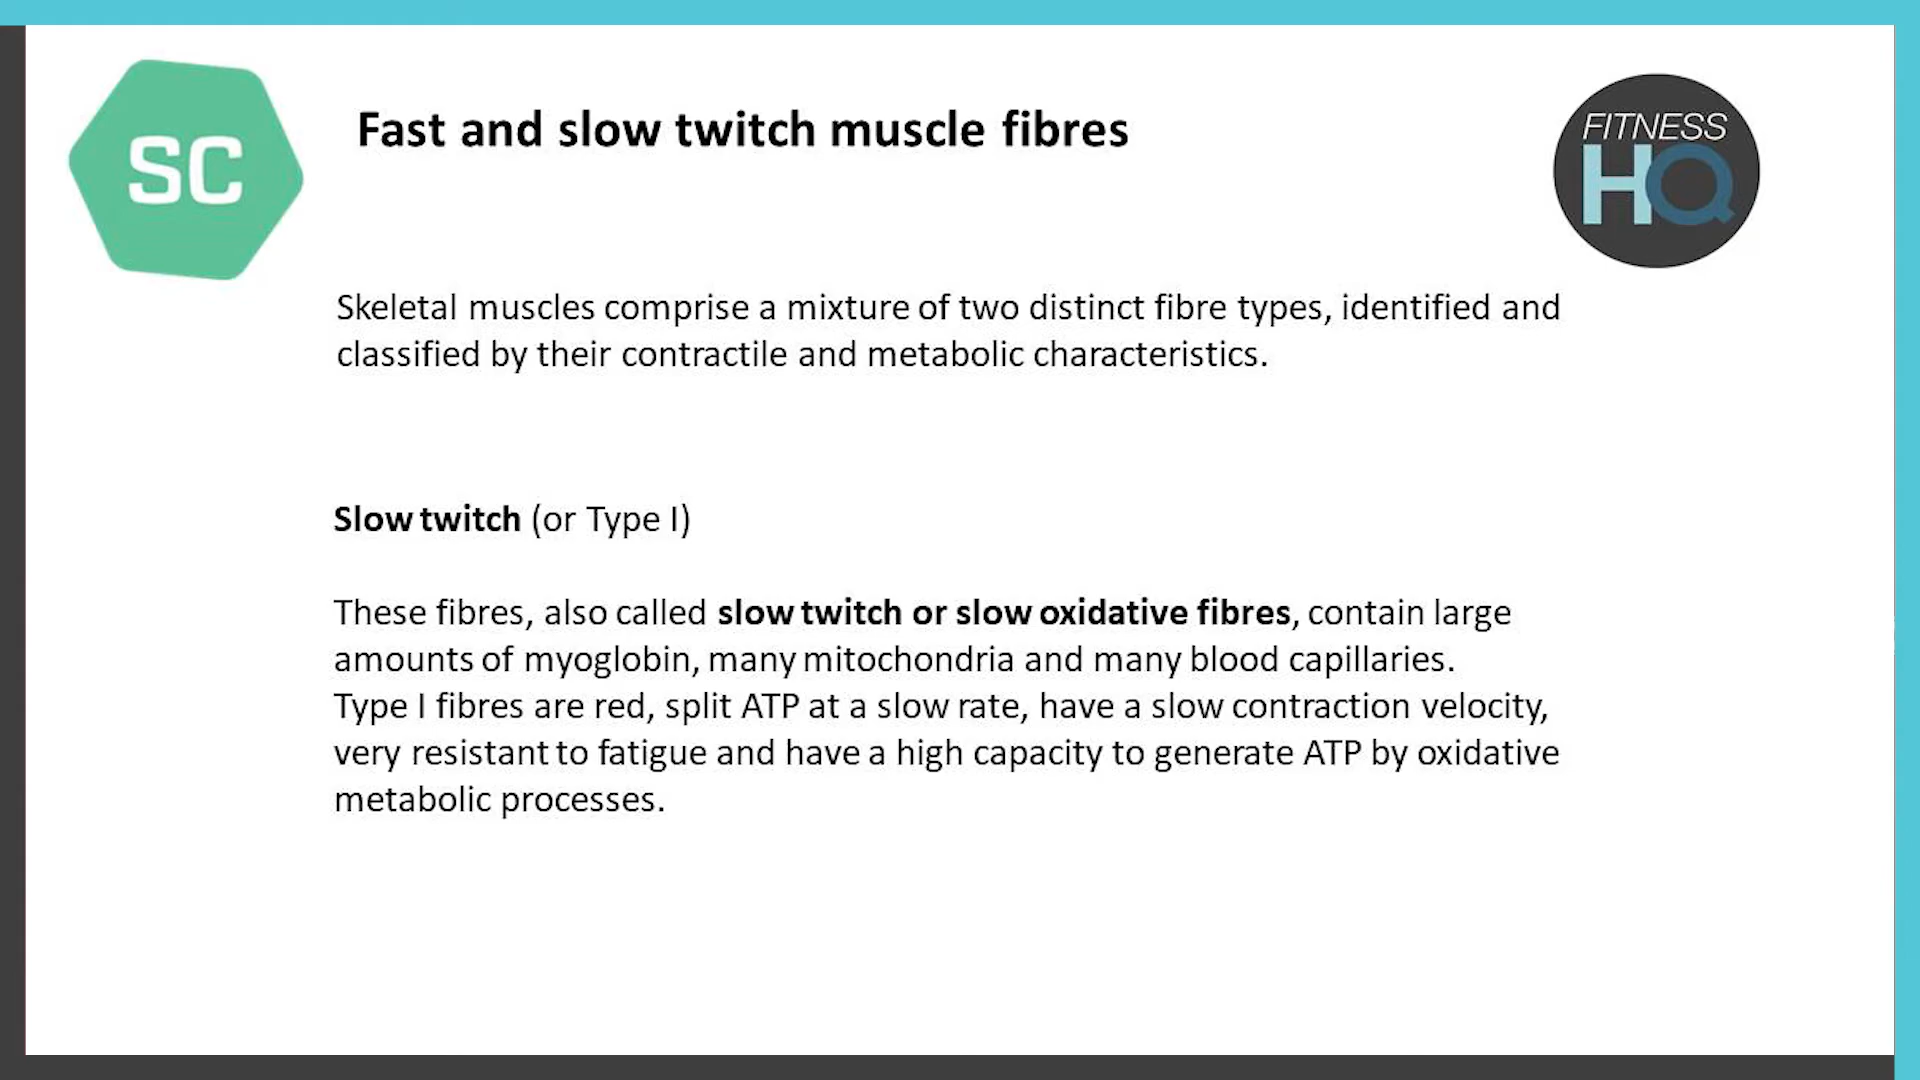 SC
Fast and slow twitch muscle fibres
FITNESS
HQ
Skeletal muscles comprise a mixture of two distinct fibre types, identified and
classified by their contractile and metabolic characteristics.
Slow twitch (or Type I)
These fibres, also called slow twitch or slow oxidative fibres, contain large
amounts of myoglobin, many mitochondria and many blood capillaries.
Type I fibres are red, split ATP at a slow rate, have a slow contraction velocity,
very resistant to fatigue and have a high capacity to generate ATP by oxidative
metabolic processes.